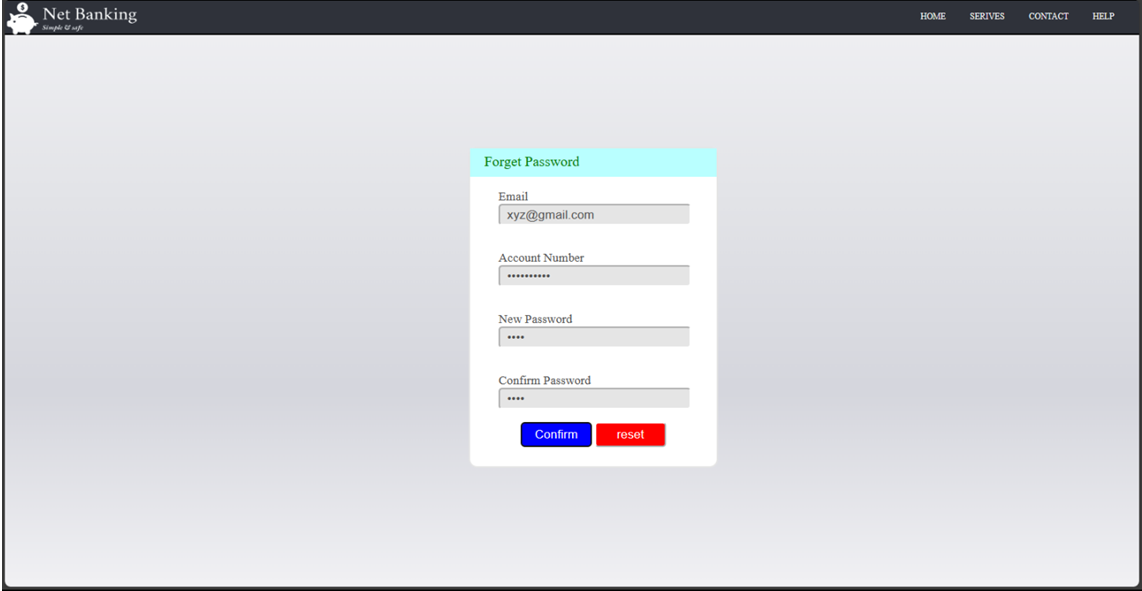 $
Net Banking
Simple & safe
HOME SERIVES CONTACT HELP
Forget Password
Email
xyz@gmail.com
Account Number
••••••••••
New Password
••••
Confirm Password
••••
Confirm reset